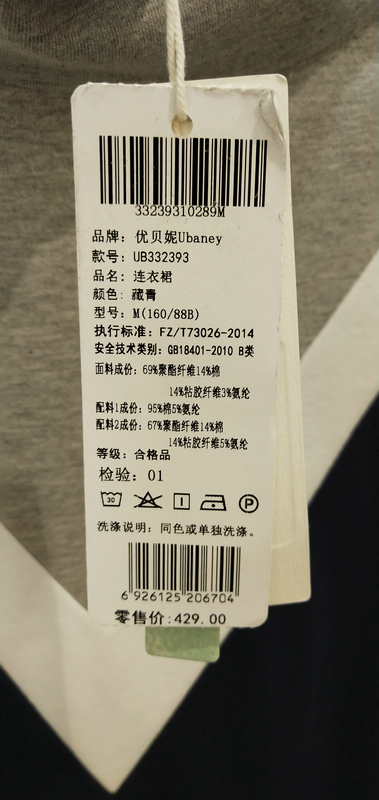 33239310289M
品牌：优贝妮Ubaney
款号：UB332393
品名：连衣裙
颜色：藏青
型号：M(160/88B)
执行标准：FZ/T73026-2014
安全技术类别：GB18401-2010 B类
面料成份：69%聚酯纤维14%棉
14%粘胶纤维3%氨纶
配料1成份：95%棉5%氨纶
配料2成份：67%聚酯纤维14%棉
14%粘胶纤维5%氨纶
等级：合格品
检验：01
30 P
洗涤说明：同色或单独洗涤。
6 926125 206704
零售价:429.00